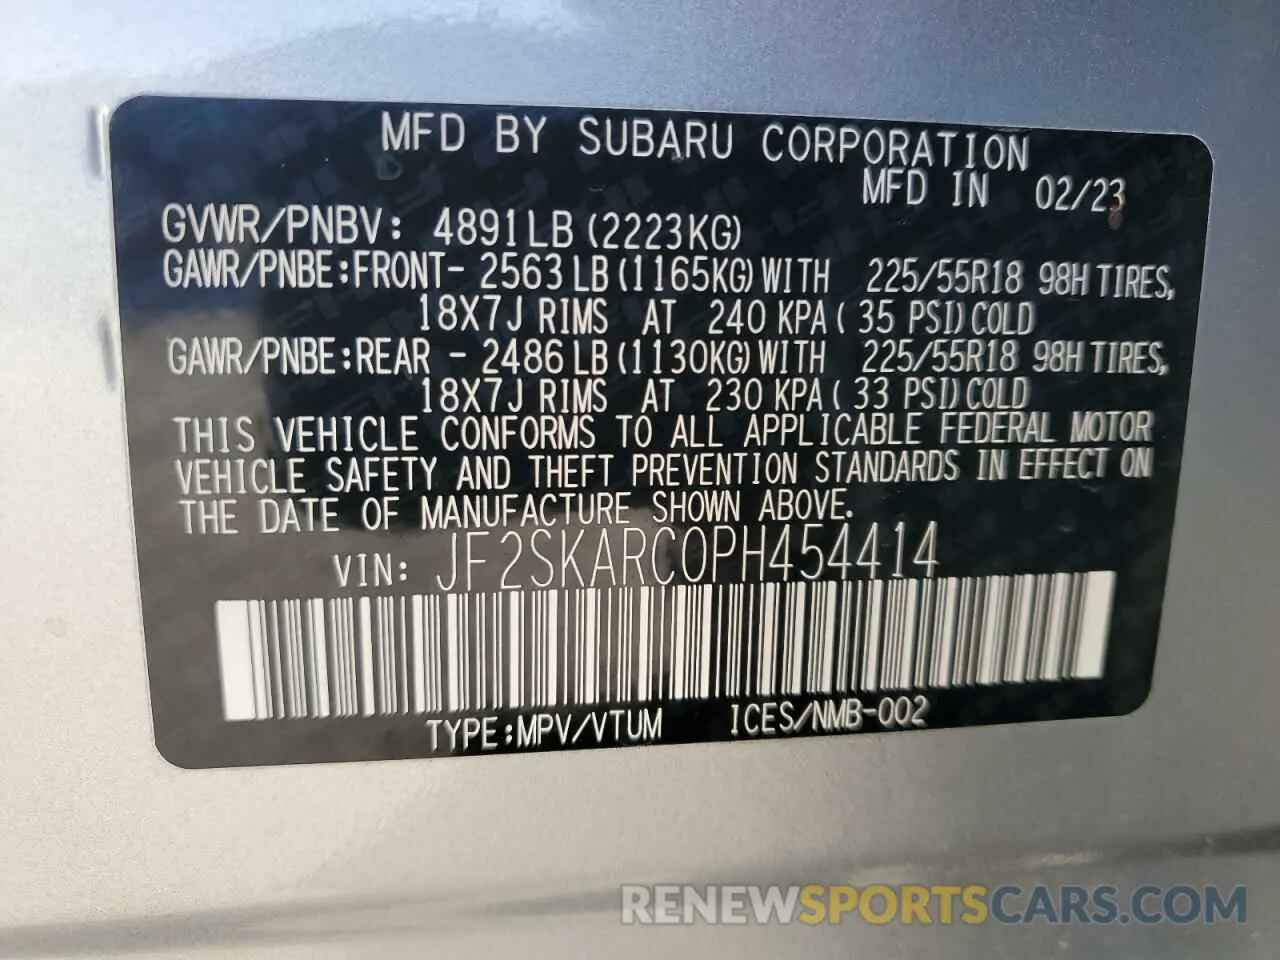 MFD BY SUBARU CORPORATION
MFD IN 02/23
GVWR/PNBV: 4891LB (2223KG)
GAWR/PNBE:FRONT- 2563 LB (1165KG) WITH 225/55R18 98H TIRES,
18X7J RIMS AT 240 KPA ( 35 PSI) COLD
GAWR/PNBE:REAR - 2486 LB (1130KG) WITH 225/55R18 98H TIRES,
18X7J RIMS AT 230 KPA ( 33 PSI) COLD
THIS VEHICLE CONFORMS TO ALL APPLICABLE FEDERAL MOTOR
VEHICLE SAFETY AND THEFT PREVENTION STANDARDS IN EFFECT ON
THE DATE OF MANUFACTURE SHOWN ABOVE.
VIN: JF2SKARC0PH454414
TYPE:MPV/VTUM ICES/NMB-002
RENEWSPORTSCARS.COM